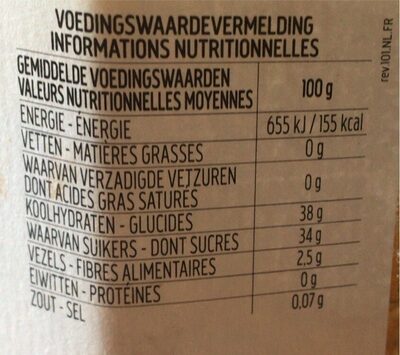 VOEDINGSWAARDEVERMELDING
INFORMATIONS NUTRITIONNELLES
GEMIDDELDE VOEDINGSWAARDEN
VALEURS NUTRITIONNELLES MOYENNES 100 g
ENERGIE - ÉNERGIE 655 kJ / 155 kcal
VETTEN - MATIÈRES GRASSES 0 g
WAARVAN VERZADIGDE VETZUREN
DONT ACIDES GRAS SATURÉS 0 g
KOOLHYDRATEN - GLUCIDES 38 g
WAARVAN SUIKERS - DONT SUCRES 34 g
VEZELS - FIBRES ALIMENTAIRES 2,5 g
EIWITTEN - PROTÉINES 0 g
ZOUT - SEL 0,07 g
rev.101.NL.FR